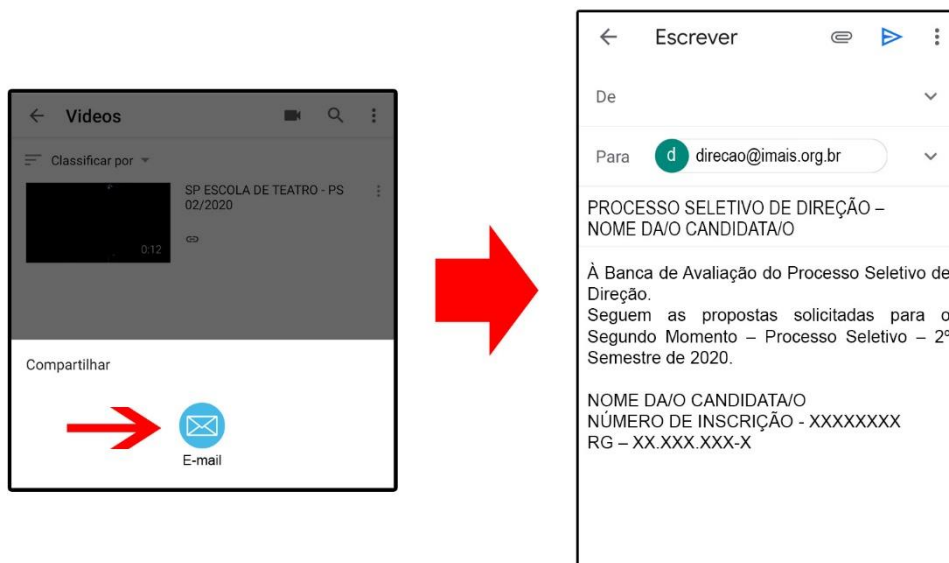 Videos
Classificar por
SP ESCOLA DE TEATRO - PS
02/2020
0:12
Compartilhar
E-mail
Escrever
De
Para d direcao@imais.org.br
PROCESSO SELETIVO DE DIREÇÃO –
NOME DA/O CANDIDATA/O
À Banca de Avaliação do Processo Seletivo de
Direção.
Seguem as propostas solicitadas para o
Segundo Momento – Processo Seletivo – 2º
Semestre de 2020.
NOME DA/O CANDIDATA/O
NÚMERO DE INSCRIÇÃO - XXXXXXXX
RG – XX.XXX.XXX-X